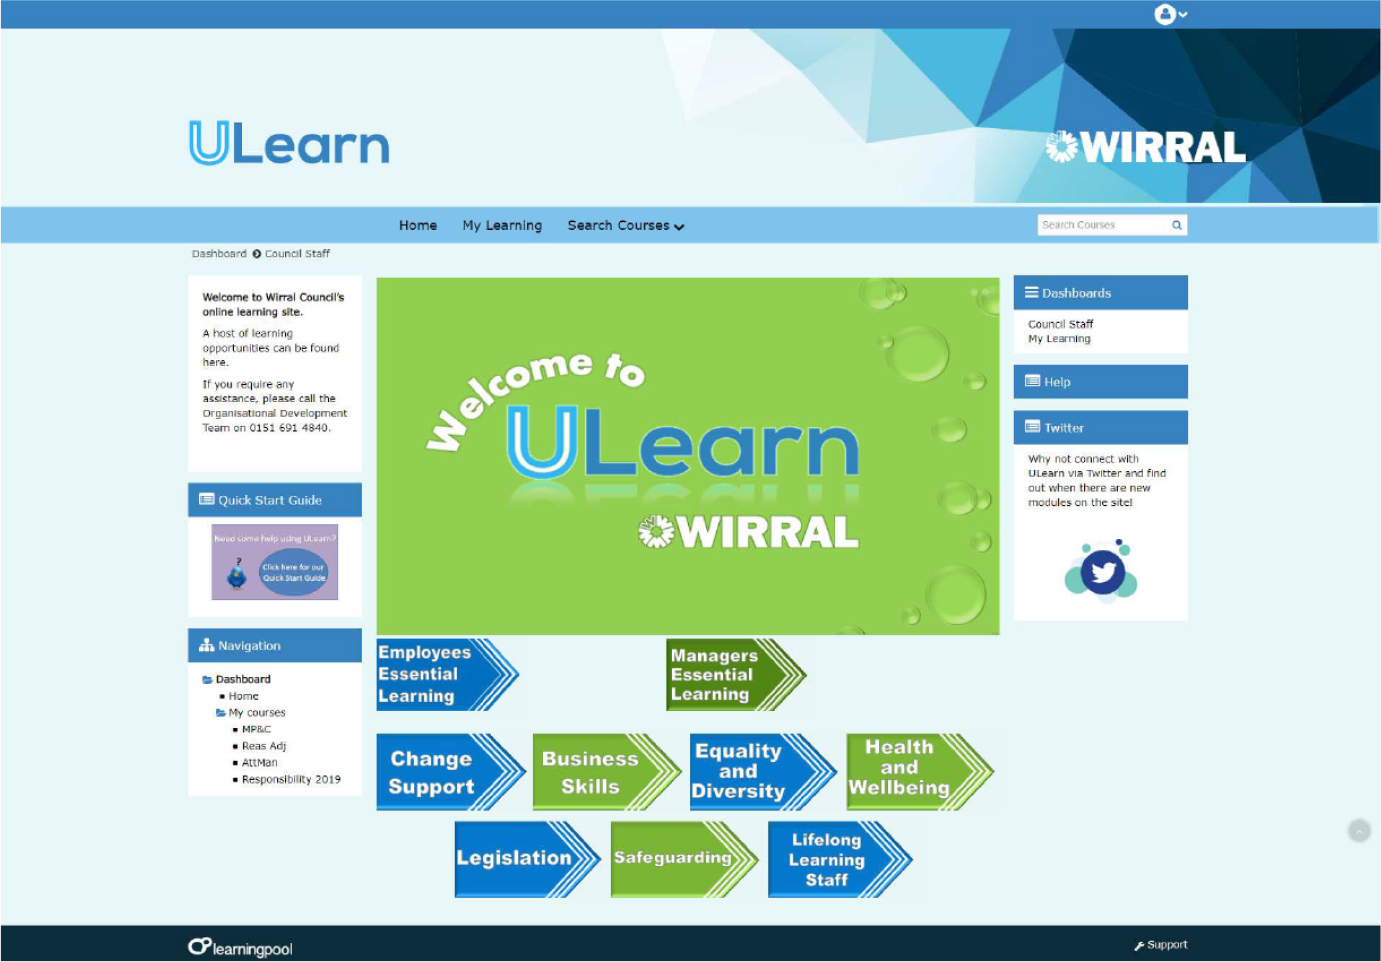 ULearn
WIRRAL
Home My Learning Search Courses
Search Courses
Dashboard Council Staff
Welcome to Wirral Council's
online learning site.
A host of learning
opportunities can be found
here.
If you require any
assistance, please call the
Organisational Development
Team on 0151 691 4840.
Quick Start Guide
Need some help using ULearn?
?
Click here for our
Quick Start Guide
Navigation
Dashboard
Home
My courses
MP&C
Reas Adj
AttMan
Responsibility 2019
Welcome to
ULearn
WIRRAL
Employees
Essential
Learning
Managers
Essential
Learning
Change
Support
Business
Skills
Equality
and
Diversity
Health
and
Wellbeing
Legislation
Safeguarding
Lifelong
Learning
Staff
Dashboards
Council Staff
My Learning
Help
Twitter
Why not connect with
ULearn via Twitter and find
out when there are new
modules on the site!
learningpool
Support